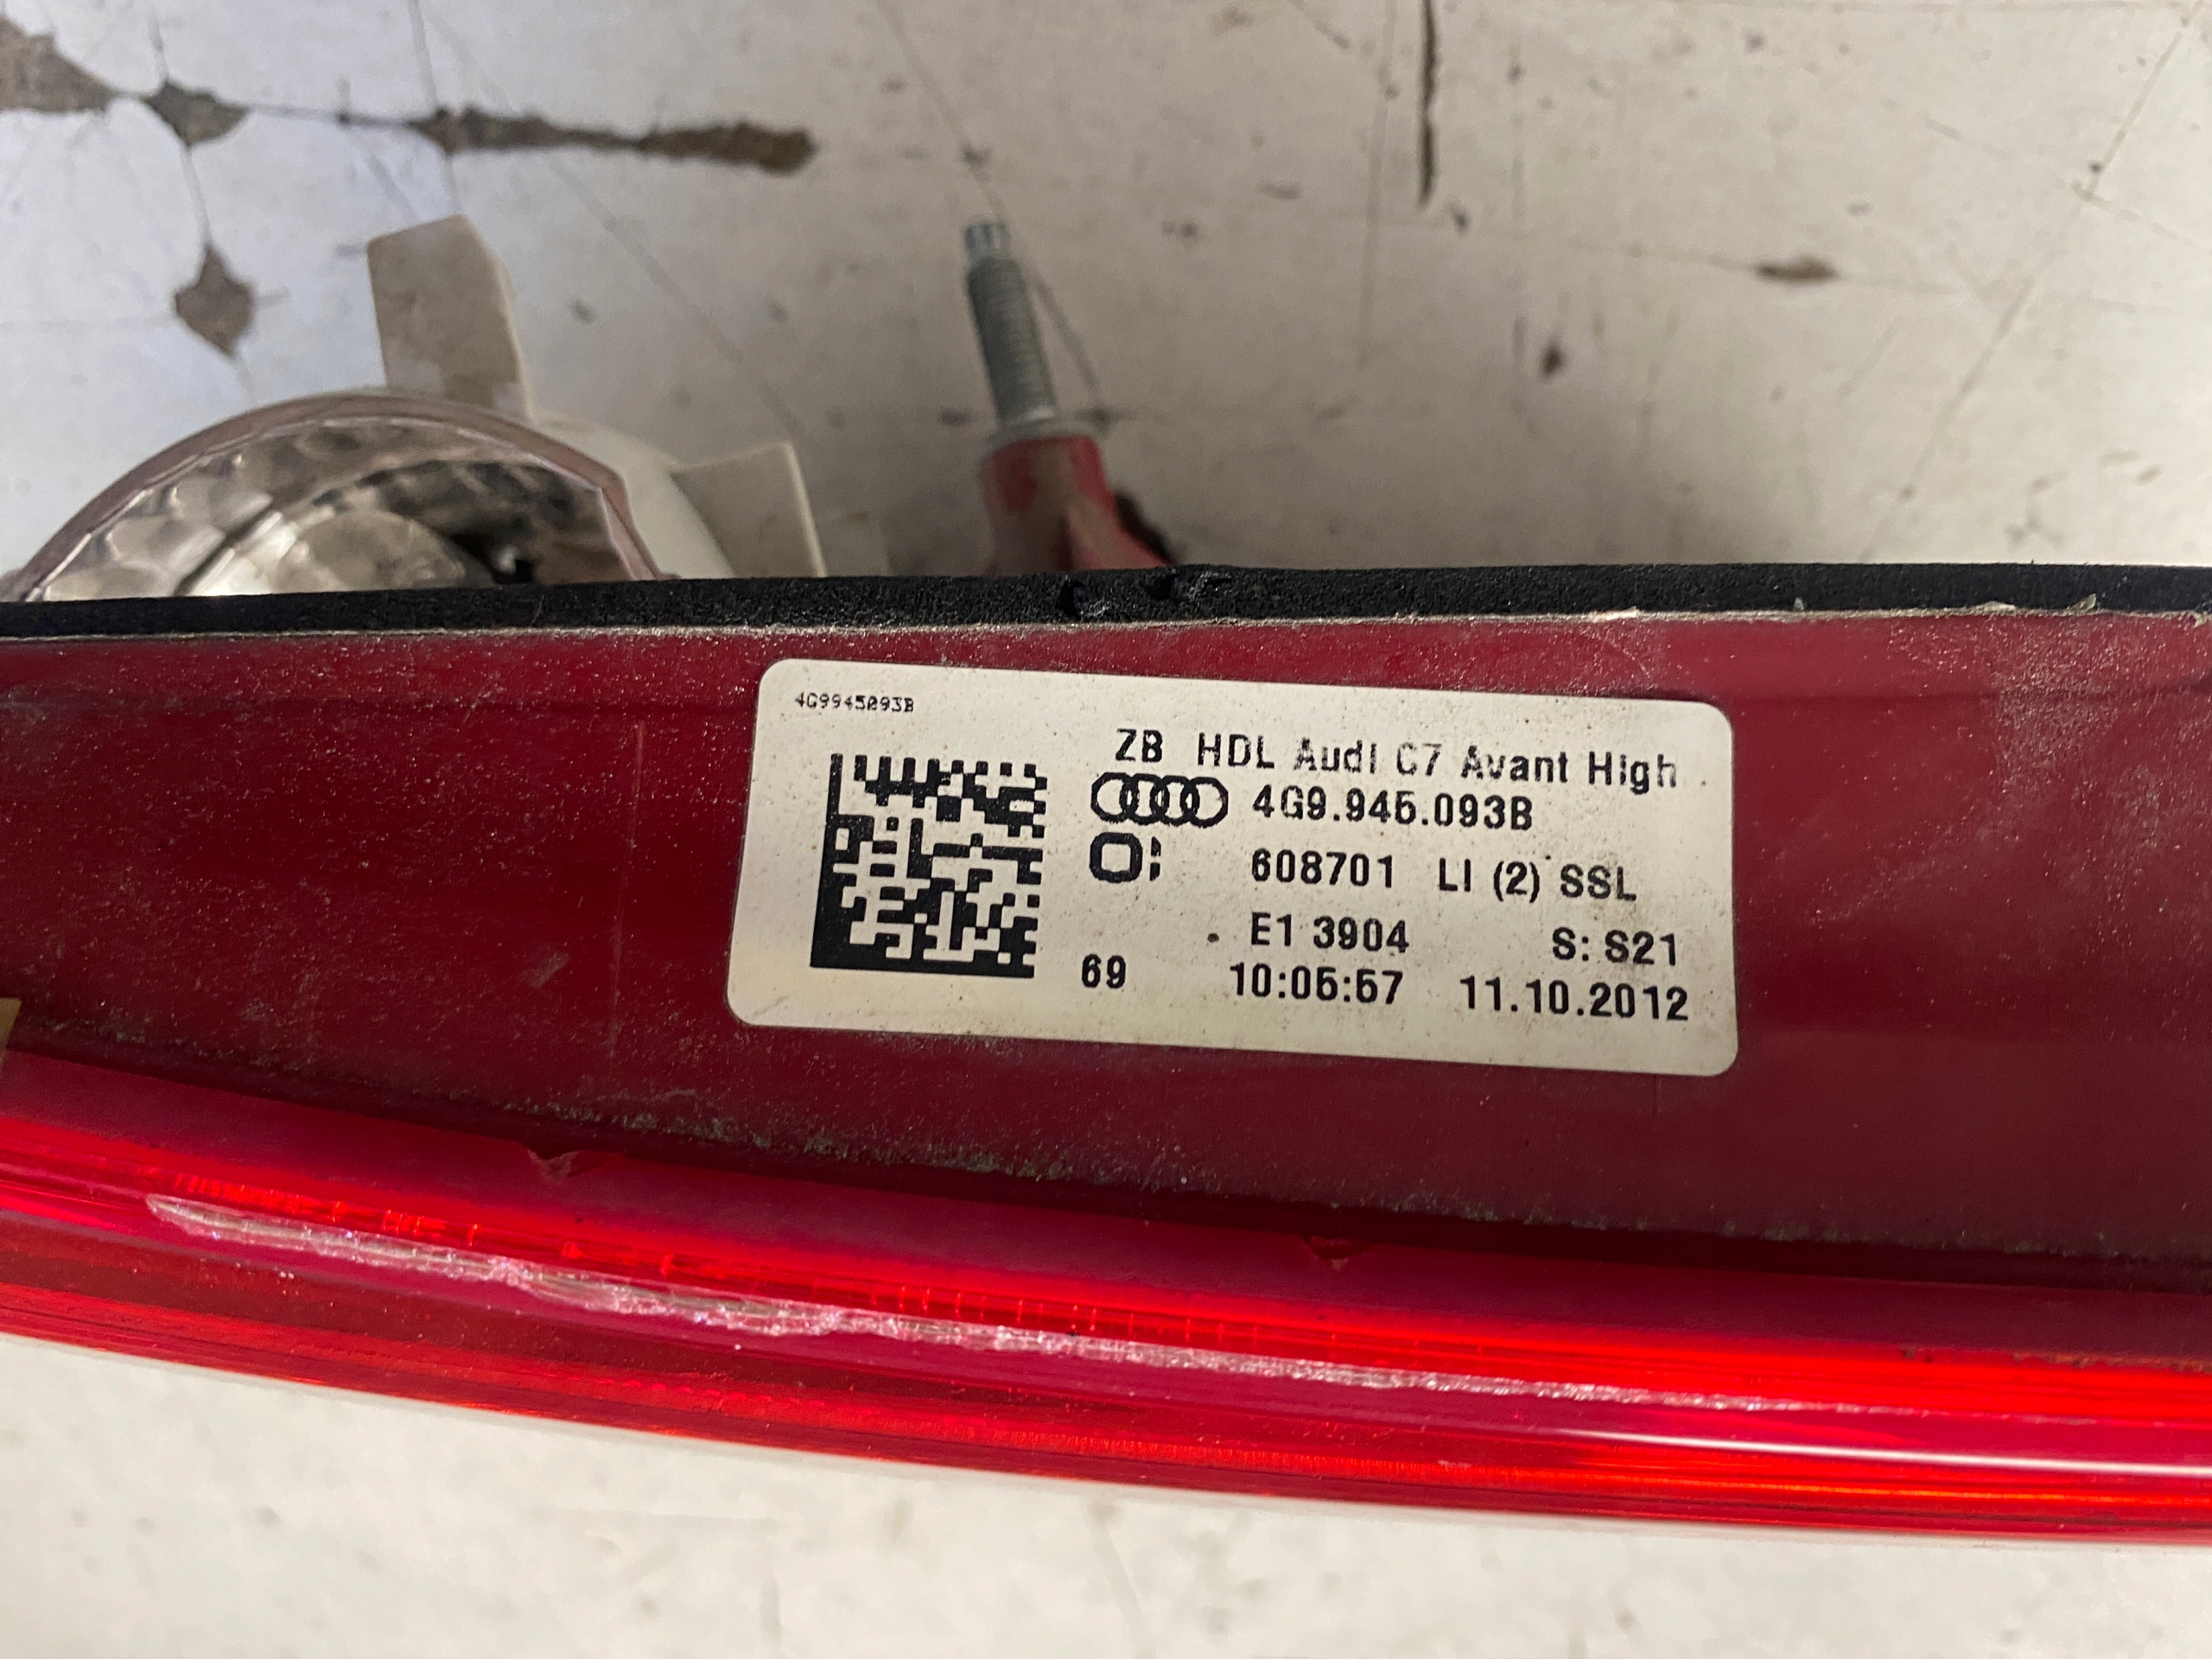 4G9945093B
ZB HDL Audi C7 Avant High
4G9.945.093B
O: 608701 LI (2) SSL
E1 3904 S: S21
69 10:05:57 11.10.2012